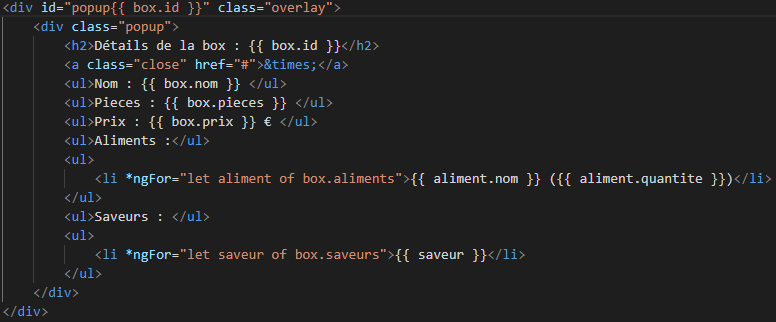 <div id="popup{{ box.id }}" class="overlay">
<div class="popup">
<h2>Détails de la box : {{ box.id }}</h2>
<a class="close" href="#">&times;</a>
<ul>Nom : {{ box.nom }} </ul>
<ul>Pieces : {{ box.pieces }} </ul>
<ul>Prix : {{ box.prix }} € </ul>
<ul>Aliments :</ul>
<ul>
<li *ngFor="let aliment of box.aliments">{{ aliment.nom }} ({{ aliment.quantite }})</li>
</ul>
<ul>Saveurs : </ul>
<ul>
<li *ngFor="let saveur of box.saveurs">{{ saveur }}</li>
</ul>
</div>
</div>